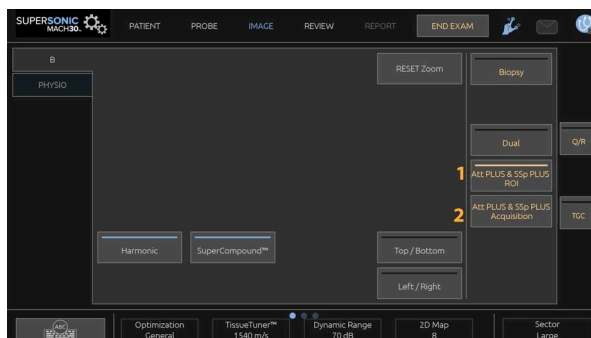 SUPERSONIC
MACH30™
PATIENT
PROBE
IMAGE
REVIEW
REPORT
END EXAM
B
PHYSIO
RESET Zoom
Biopsy
Dual
Q/R
1
Att PLUS & SSp PLUS
ROI
2
Att PLUS & SSp PLUS
Acquisition
TGC
Harmonic
SuperCompound™
Top / Bottom
Left / Right
ABC
Optimization
General
TissueTuner™
1540 m/s
Dynamic Range
70 dB
2D Map
8
Sector
Large